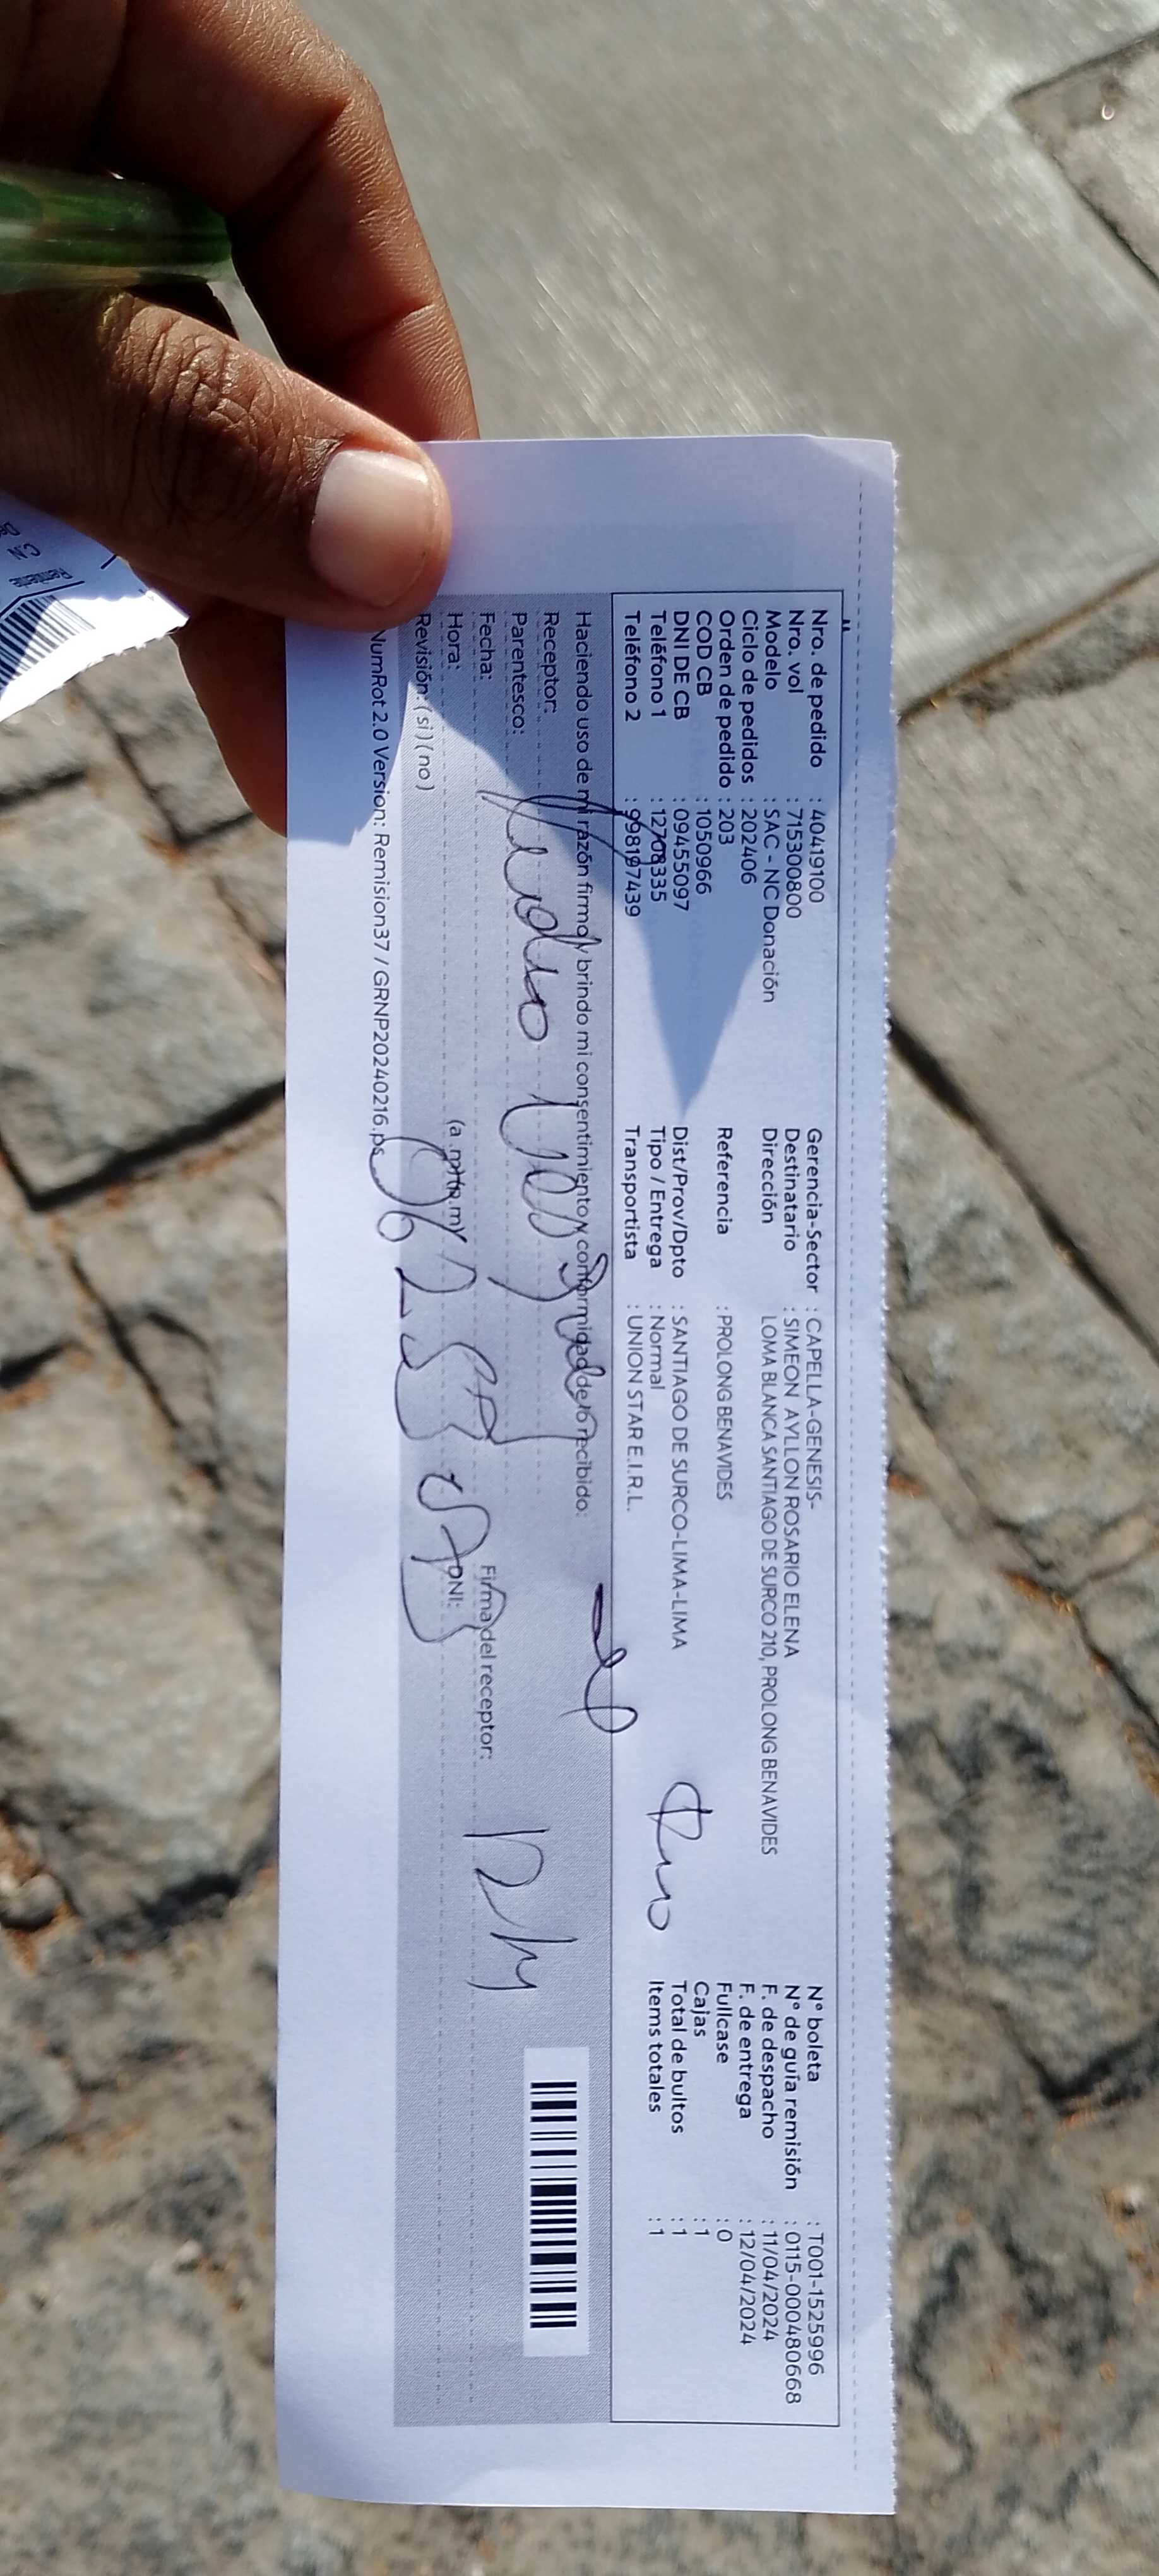 Nro. de pedido : 40419100
Nro. vol : 715300800
Modelo : SAC - NC Donación
Ciclo de pedidos : 202406
Orden de pedido : 203
COD CB : 1050966
DNI DE CB : 09455097
Teléfono 1 : 12708335
Teléfono 2 : 998197439
Gerencia-Sector : CAPELLA-GENESIS-
Destinatario : SIMEON AYLLON ROSARIO ELENA
Dirección LOMA BLANCA SANTIAGO DE SURCO 210, PROLONG BENAVIDES
Referencia : PROLONG BENAVIDES
Dist/Prov/Dpto : SANTIAGO DE SURCO-LIMA-LIMA
Tipo / Entrega : Normal
Transportista : UNION STAR E.I.R.L.
N° boleta : T001-1525996
N° de guía remisión : 0115-000480668
F. de despacho : 11/04/2024
F. de entrega : 12/04/2024
Fullcase : 0
Cajas : 1
Total de bultos : 1
Items totales : 1
Haciendo uso de mi razón firmo y brindo mi consentimiento y conformidad de lo recibido:
Receptor:
Parentesco:
Fecha:
Firma del receptor:
Hora: (a.m) (p.m) DNI:
Revisión: ( si ) ( no )
NumRot 2.0 Version: Remision37 / GRNP20240216.ps